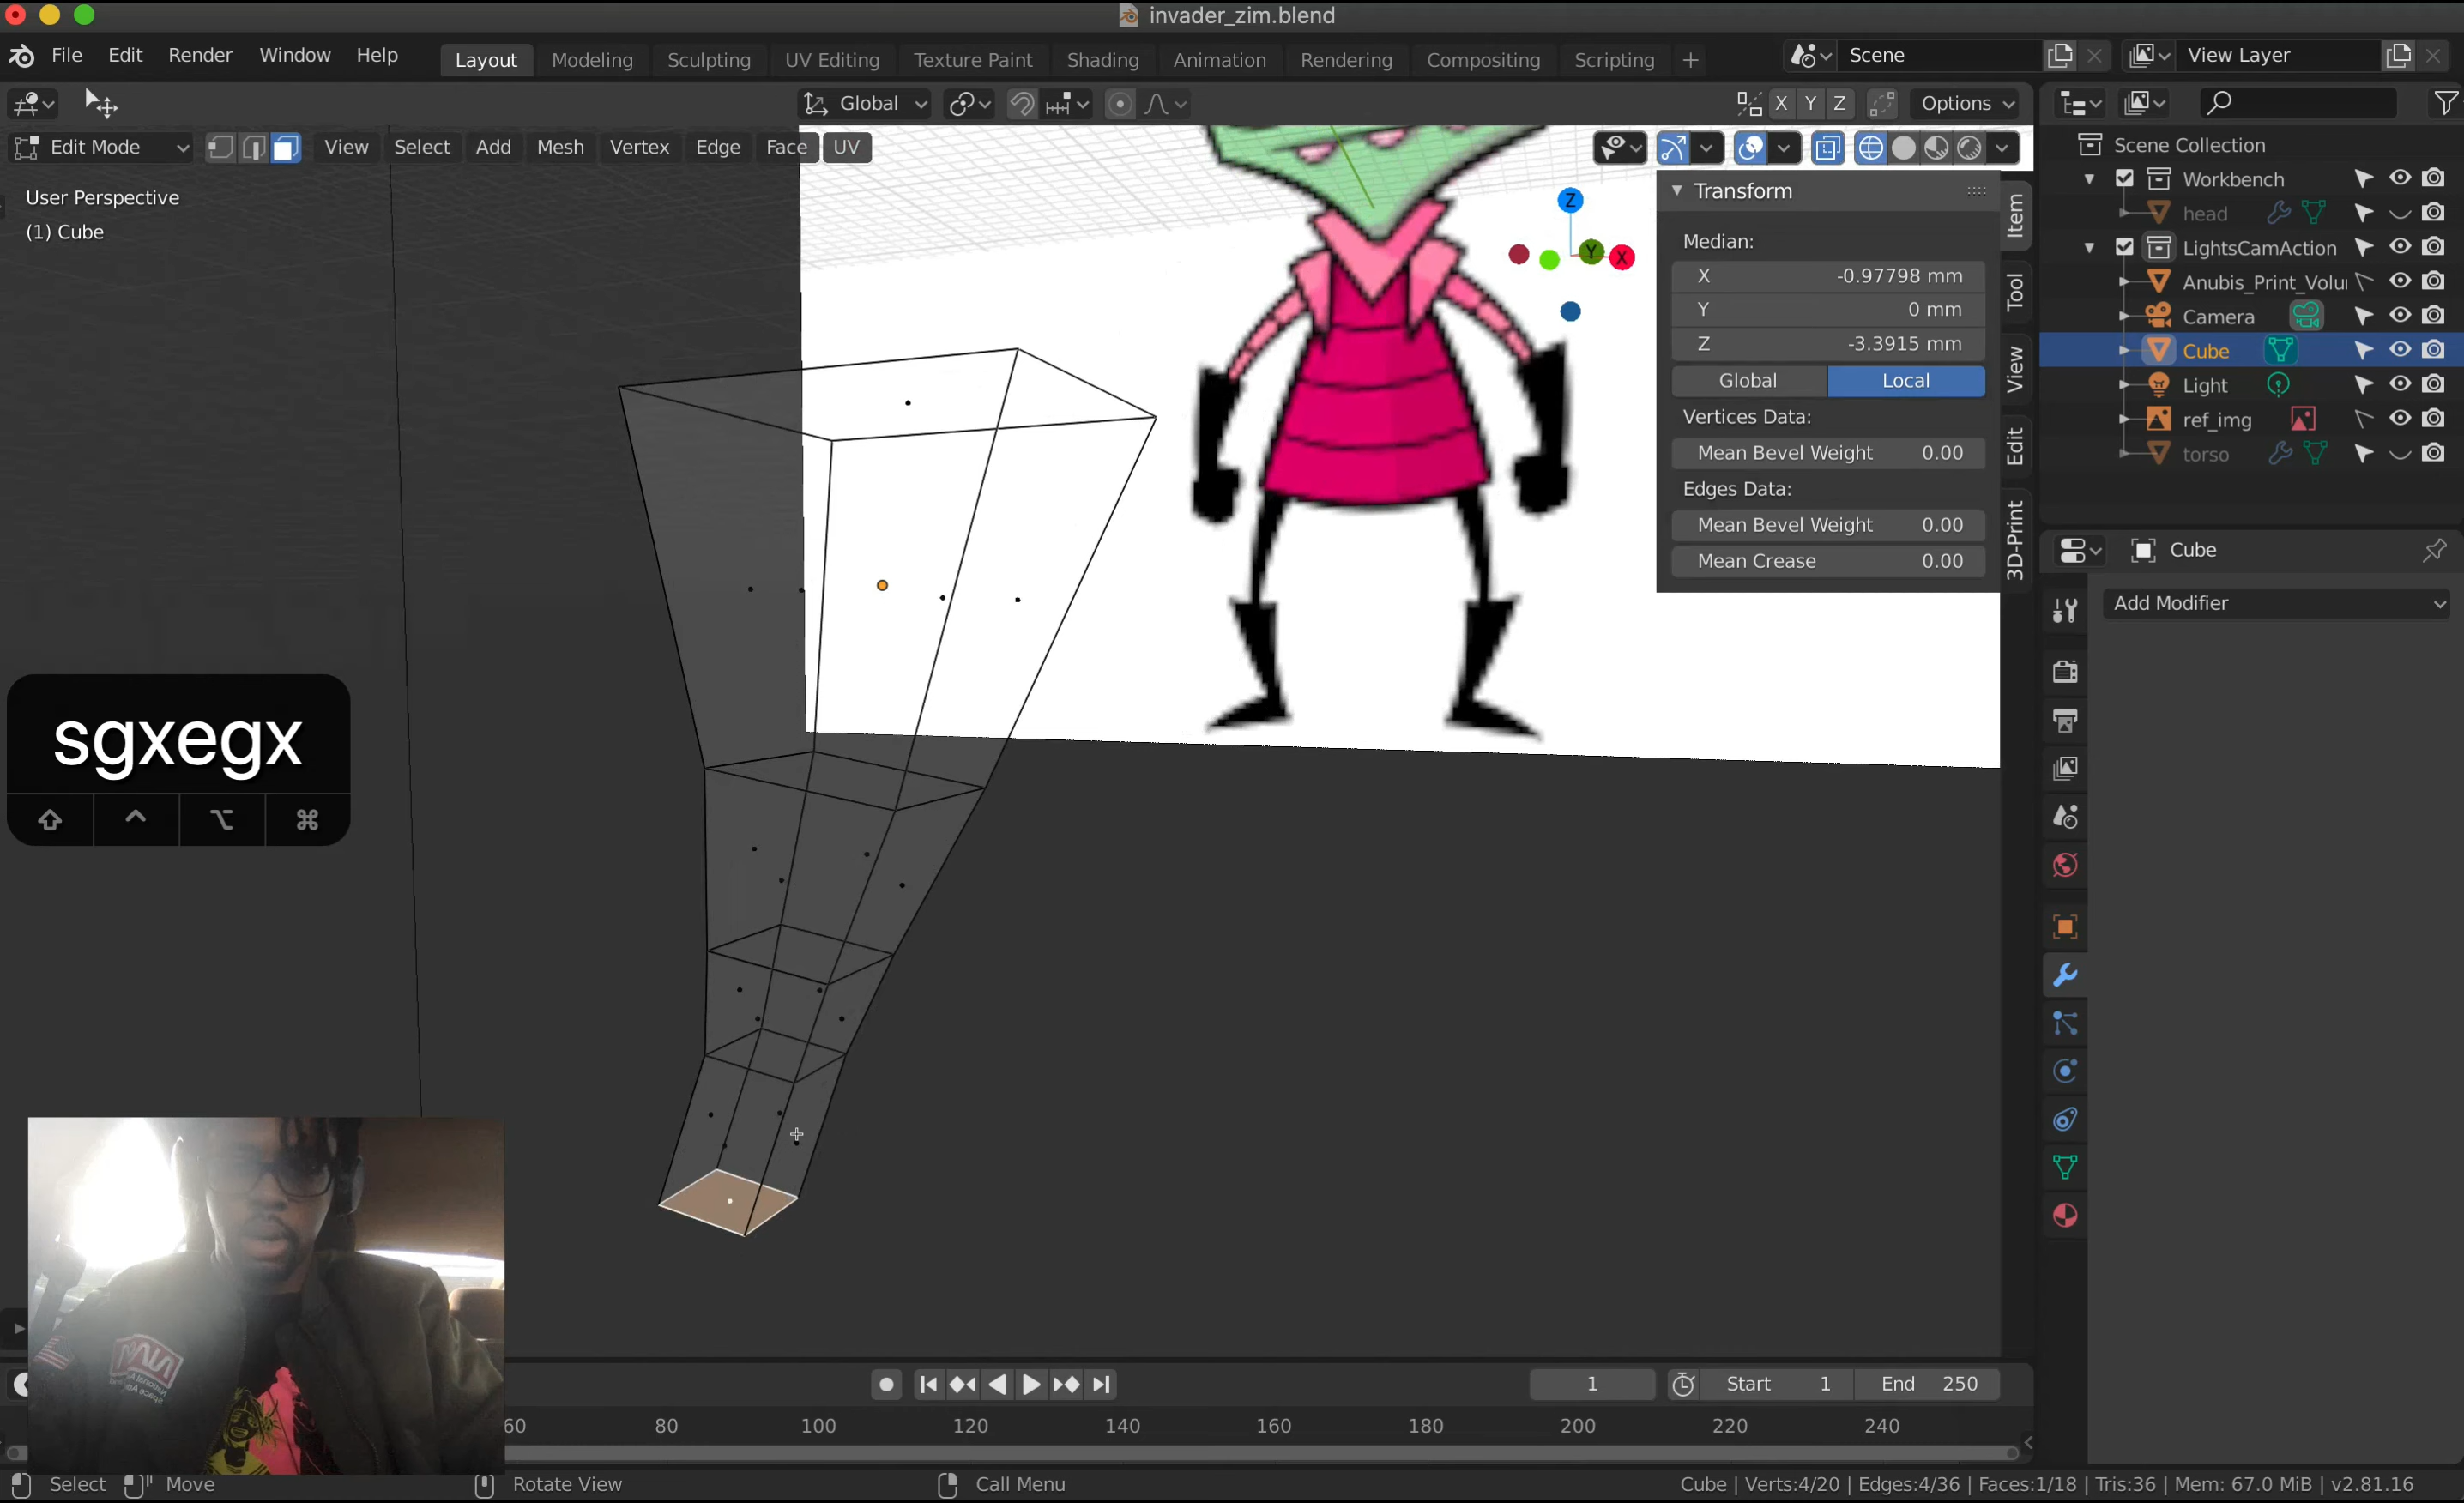 invader_zim.blend
File Edit Render Window Help Layout Modeling Sculpting UV Editing Texture Paint Shading Animation Rendering Compositing Scripting + Scene View Layer
Global X Y Z Options
Edit Mode View Select Add Mesh Vertex Edge Face UV
User Perspective
(1) Cube
Z
Y
X
Transform
Median:
X -0.97798 mm
Y 0 mm
Z -3.3915 mm
Global Local
Vertices Data:
Mean Bevel Weight 0.00
Edges Data:
Mean Bevel Weight 0.00
Mean Crease 0.00
Item
Tool
View
Edit
3D-Print
Scene Collection
Workbench
head
LightsCamAction
Anubis_Print_Volu
Camera
Cube
Light
ref_img
torso
Cube
Add Modifier
sgxegx
1 Start 1 End 250
60 80 100 120 140 160 180 200 220 240
Select Move Rotate View Call Menu Cube | Verts:4/20 | Edges:4/36 | Faces:1/18 | Tris:36 | Mem: 67.0 MiB | v2.81.16